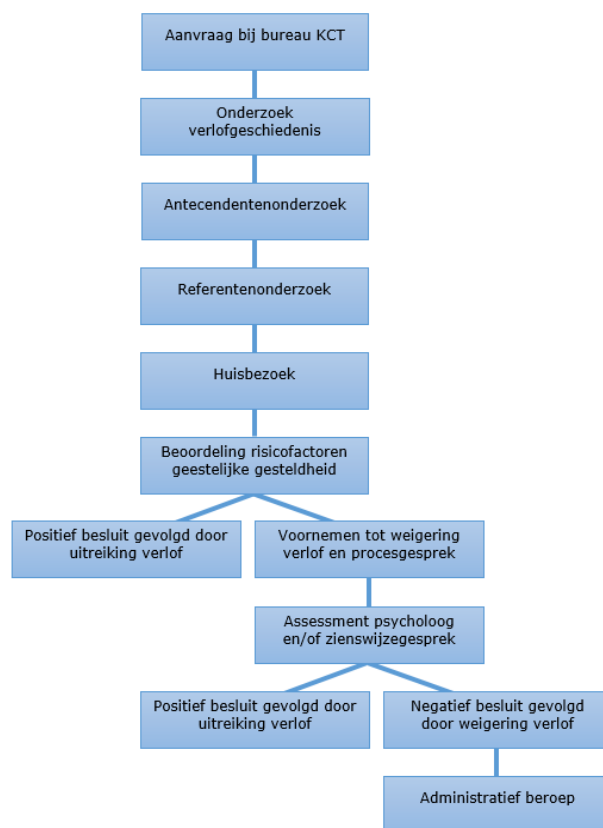 Aanvraag bij bureau KCT
Onderzoek
verlofgeschiedenis
Antecendentenonderzoek
Referentenonderzoek
Huisbezoek
Beoordeling risicofactoren
geestelijke gesteldheid
Positief besluit gevolgd door
uitreiking verlof
Voornemen tot weigering
verlof en procesgesprek
Assessment psycholoog
en/of zienswijzegesprek
Positief besluit gevolgd door
uitreiking verlof
Negatief besluit gevolgd
door weigering verlof
Administratief beroep